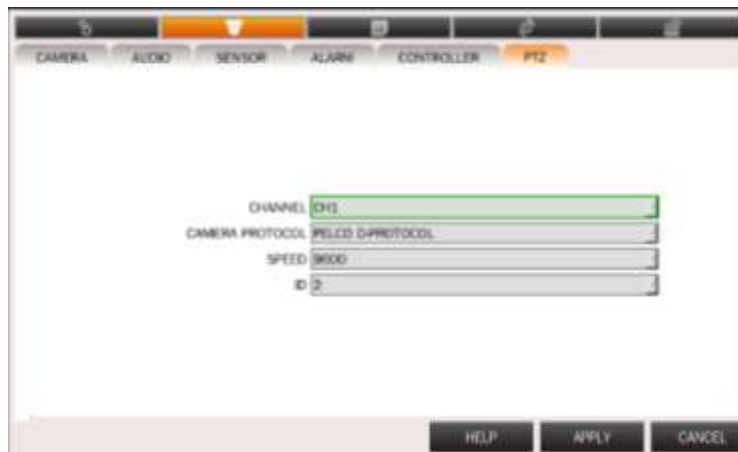 CAMERA AUDIO SENSOR ALARM CONTROLLER PTZ
CHANNEL CH1
CAMERA PROTOCOL PELCO D-PROTOCOL
SPEED 9600
ID 2
HELP APPLY CANCEL